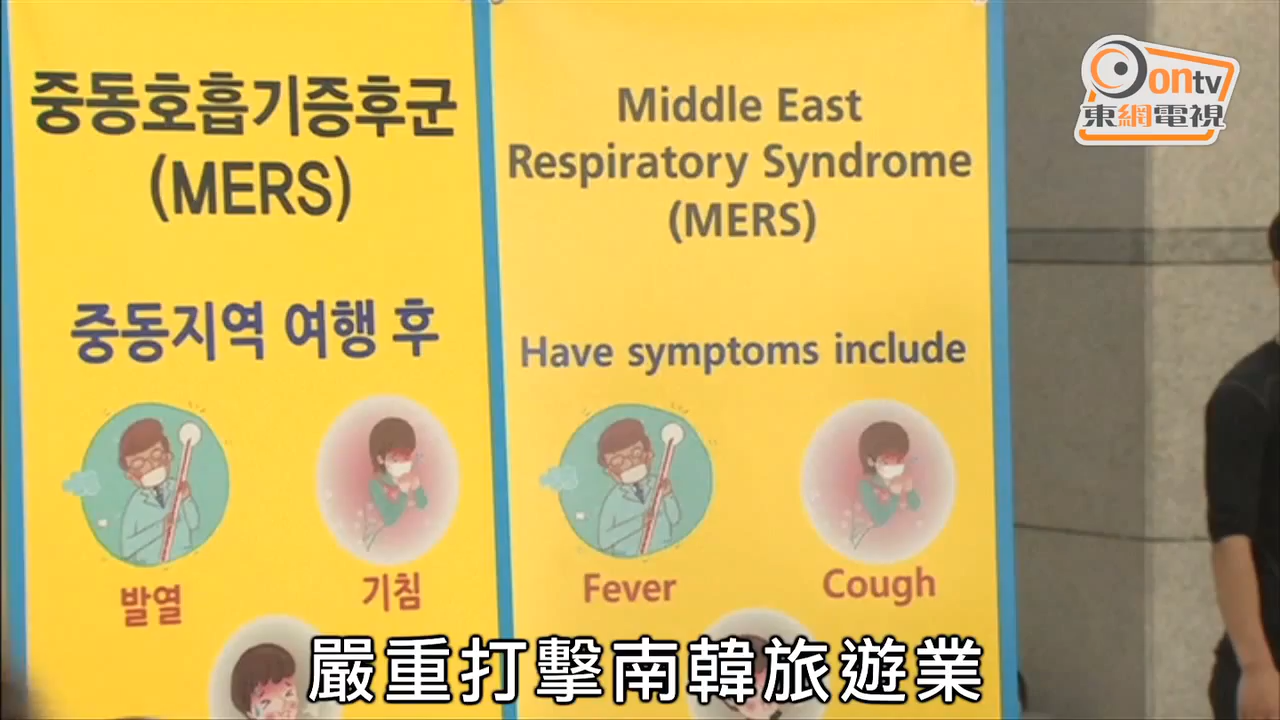 중동호흡기증후군
(MERS)
중동지역 여행 후
발열
기침
Middle East
Respiratory Syndrome
(MERS)
Have symptoms include
Fever
Cough
ontv
東網電視
嚴重打擊南韓旅遊業